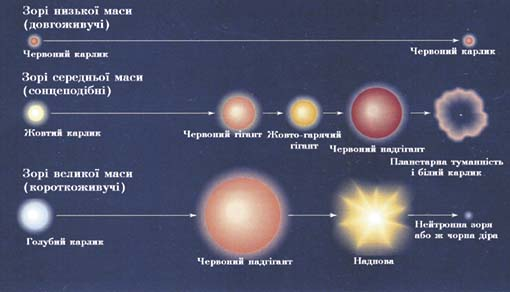 Зорі низької маси
(довгоживучі)
Червоний карлик
Червоний карлик
Зорі середньої маси
(сонцеподібні)
Жовтий карлик
Червоний гігант
Жовто-гарячий
гігант
Червоний надгігант
Планетарна туманність
і білий карлик
Зорі великої маси
(короткоживучі)
Голубий карлик
Червоний надгігант
Наднова
Нейтронна зоря
або ж чорна діра